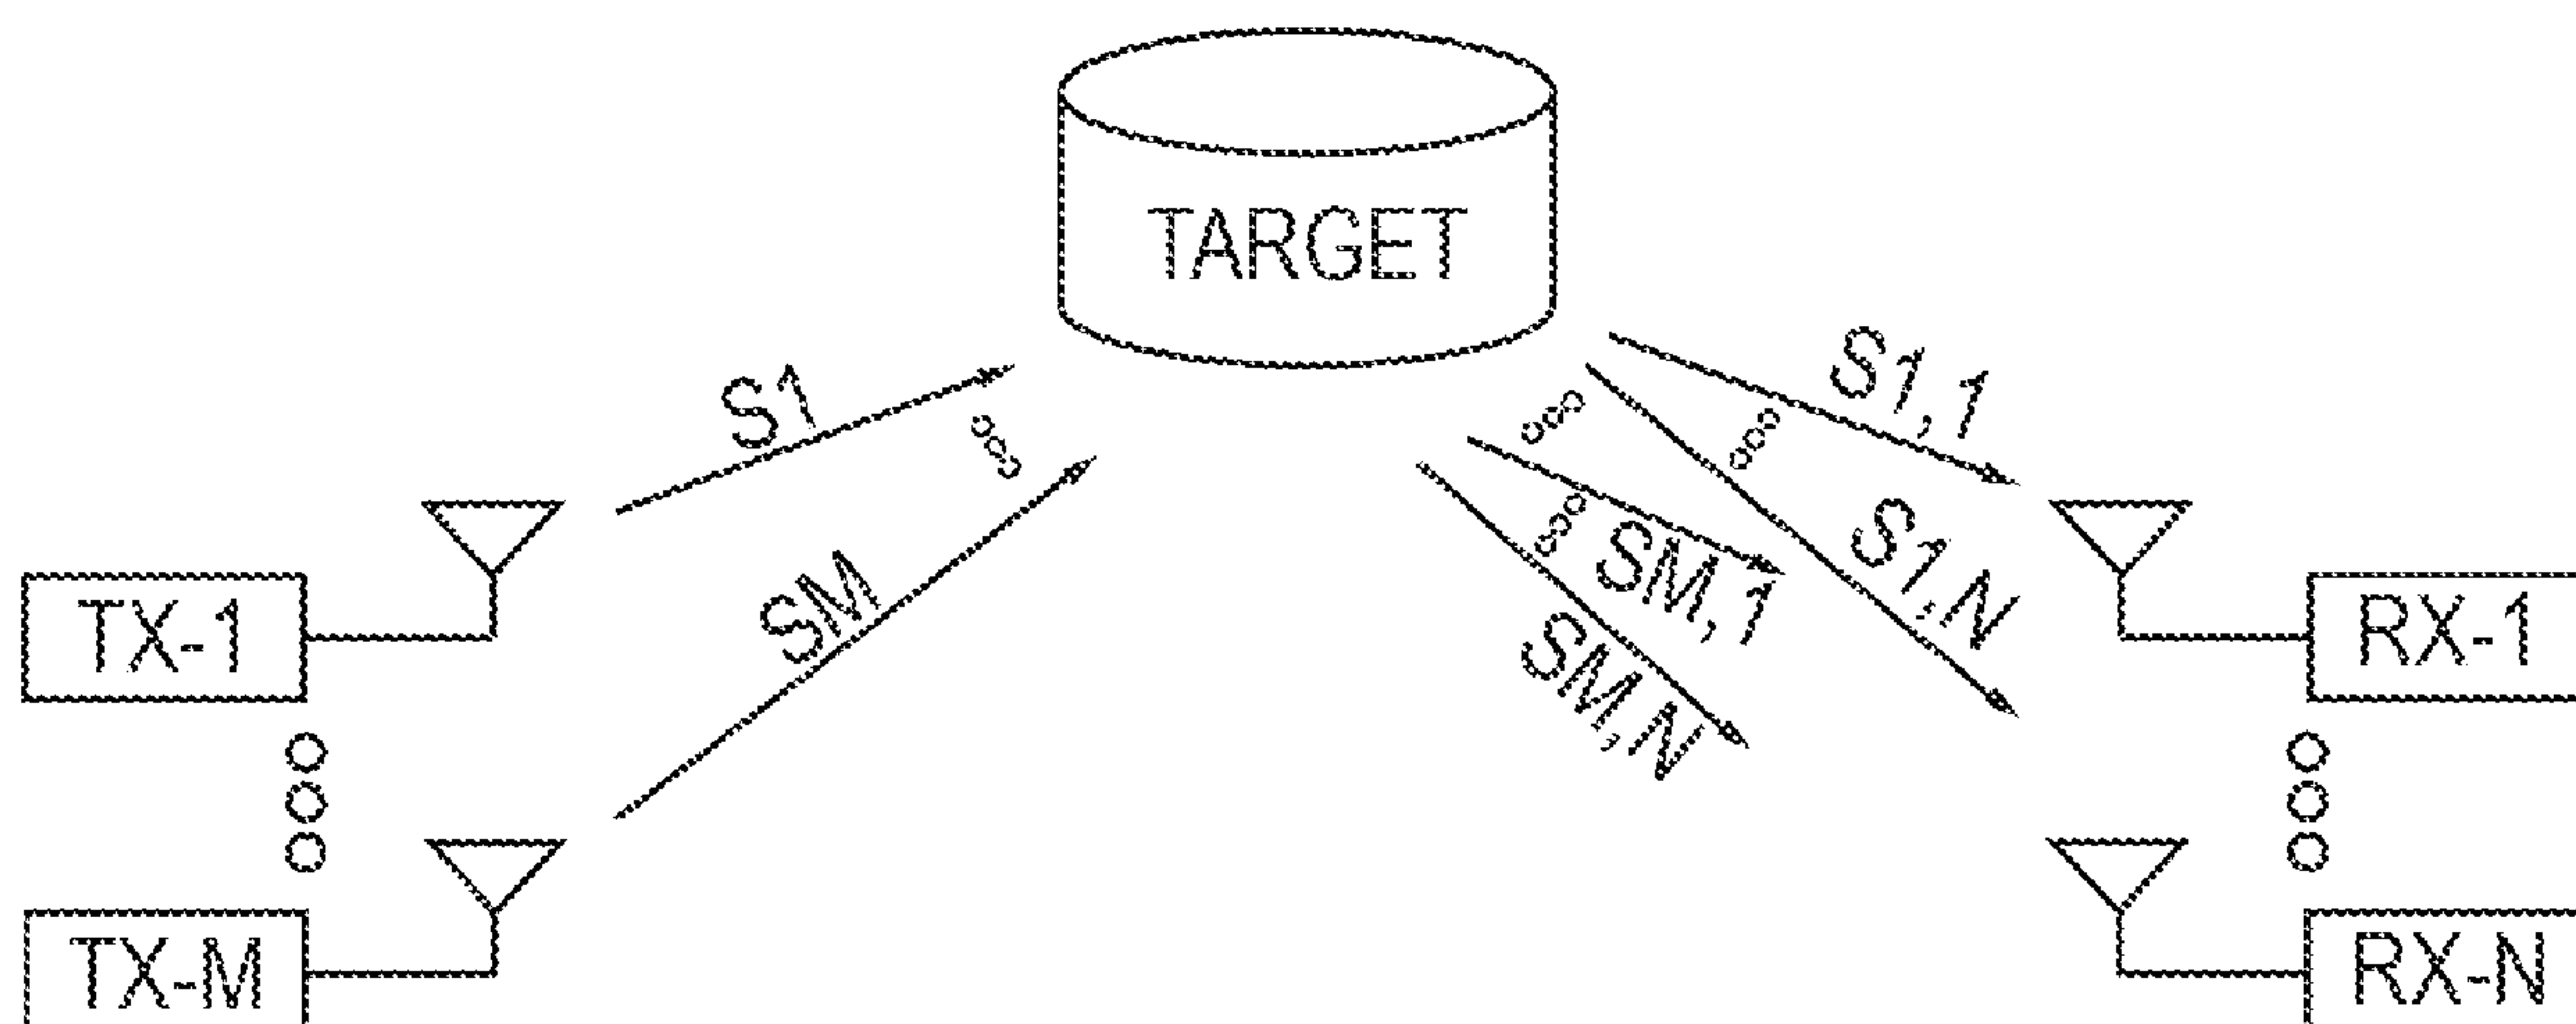 TARGET
S1
SM
S1,1
S1,N
SM,1
SM,N
TX-1
RX-1
TX-M
RX-N